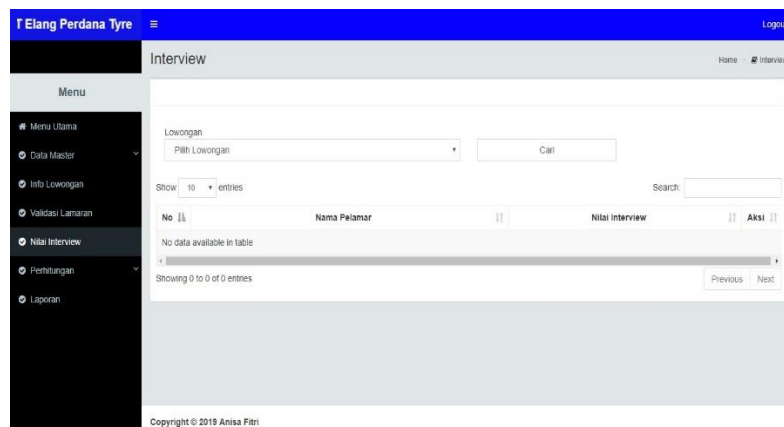 T Elang Perdana Tyre
Logou
Interview
Home
Interview
Menu
Menu Utama
Data Master
Info Lowongan
Validasi Lamaran
Nilai Interview
Perhitungan
Laporan
Lowongan
Pilih Lowongan
Cari
Show 10 entries
Search:
No Nama Pelamar Nilai Interview Aksi
No data available in table
Showing 0 to 0 of 0 entries
Previous Next
Copyright © 2019 Anisa Fitri